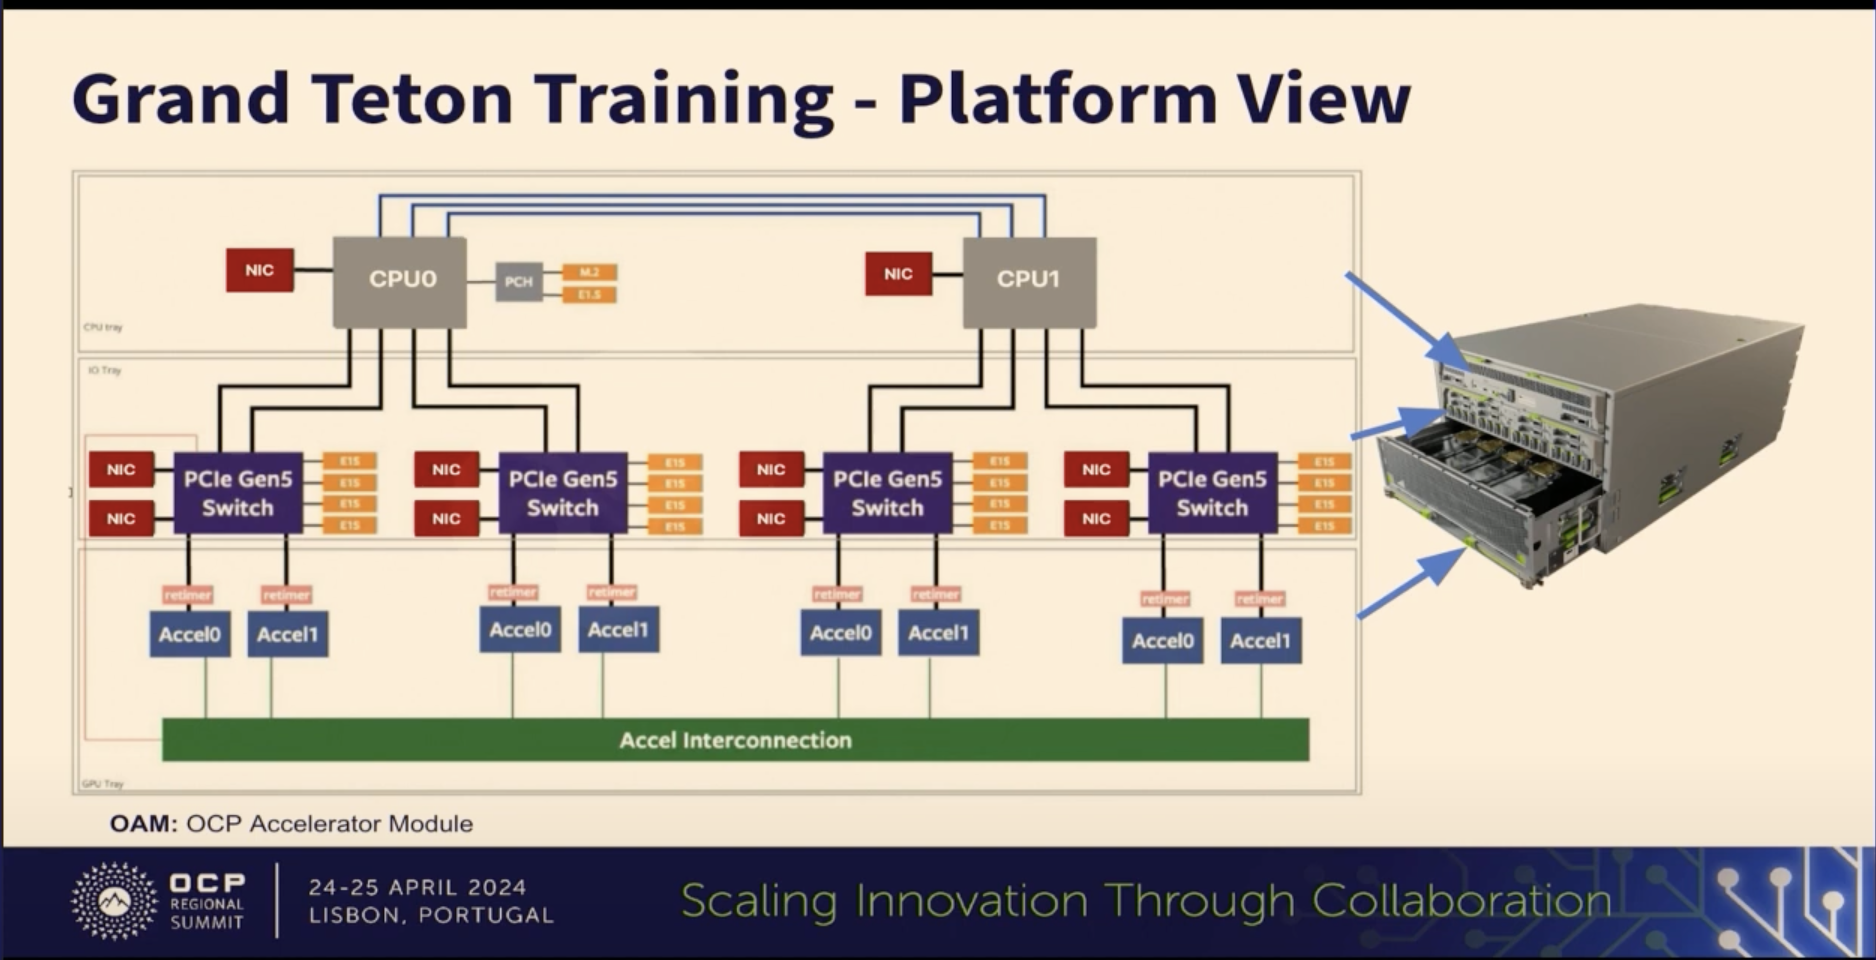 Grand Teton Training - Platform View
NIC
CPU0
PCH
M.2
E1.S
NIC
CPU1
CPU tray
IO Tray
NIC
NIC
PCIe Gen5
Switch
E1S
E1S
E1S
E1S
NIC
NIC
PCIe Gen5
Switch
E1S
E1S
E1S
E1S
NIC
NIC
PCIe Gen5
Switch
E1S
E1S
E1S
E1S
NIC
NIC
PCIe Gen5
Switch
E1S
E1S
E1S
E1S
retimer
retimer
retimer
retimer
retimer
retimer
retimer
retimer
Accel0
Accel1
Accel0
Accel1
Accel0
Accel1
Accel0
Accel1
Accel Interconnection
GPU Tray
OAM: OCP Accelerator Module
OCP
REGIONAL
SUMMIT
24-25 APRIL 2024
LISBON, PORTUGAL
Scaling Innovation Through Collaboration